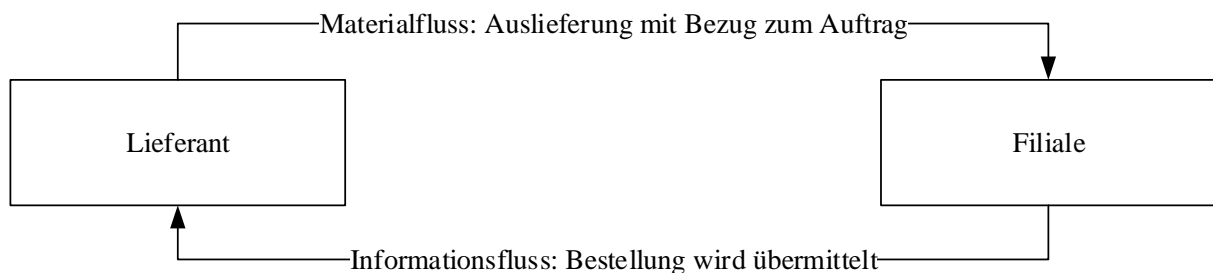 Materialfluss: Auslieferung mit Bezug zum Auftrag
Lieferant
Filiale
Informationsfluss: Bestellung wird übermittelt